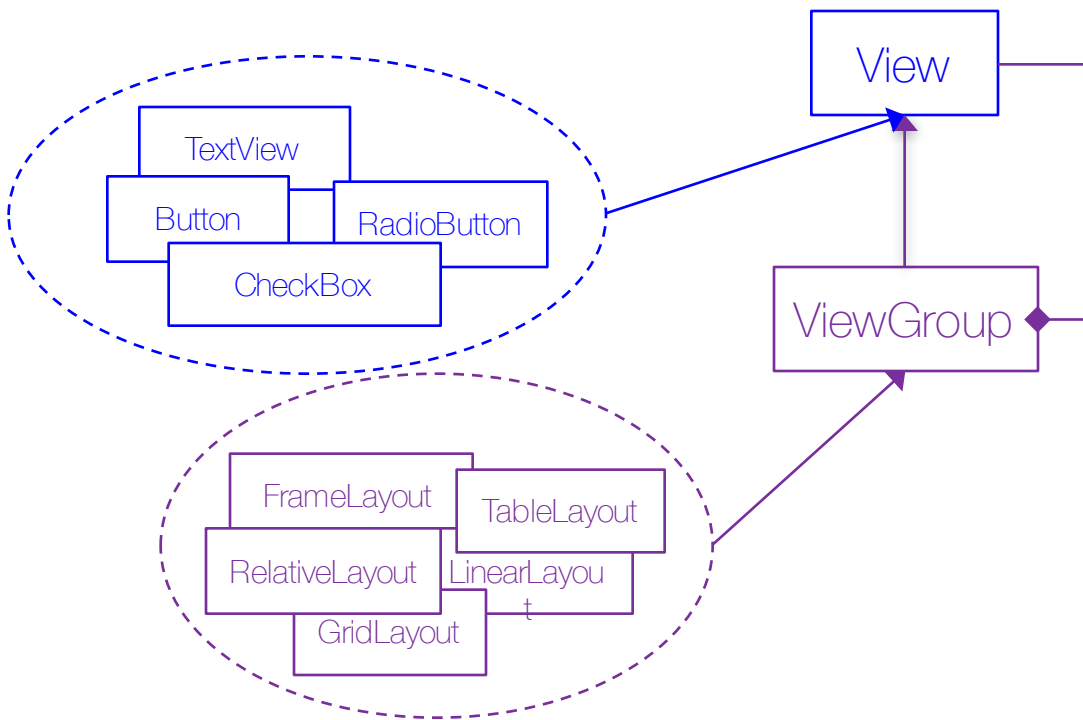 View
TextView
Button
RadioButton
CheckBox
ViewGroup
FrameLayout
TableLayout
RelativeLayout
LinearLayou
t
GridLayout